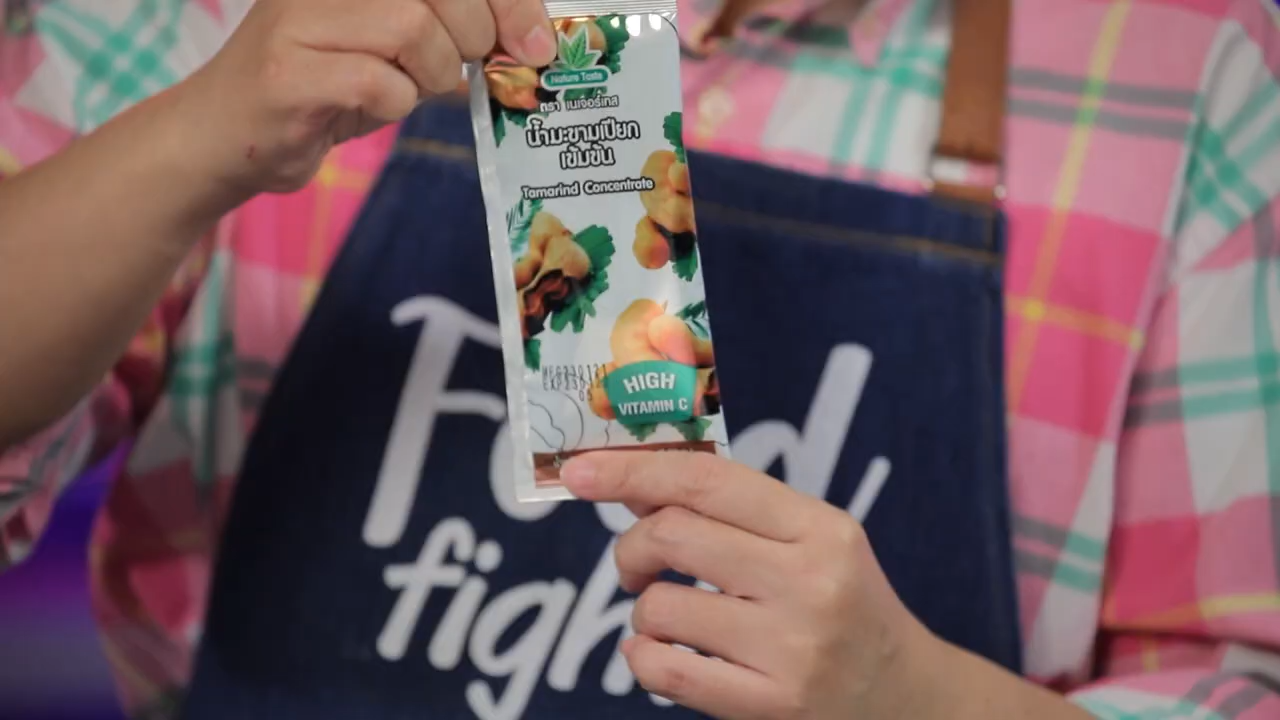 Nature Taste
ตรา เนเจอร์เทส
น้ำมะขามเปียก
เข้มข้น
Tamarind Concentrate
HIGH
VITAMIN C
Food